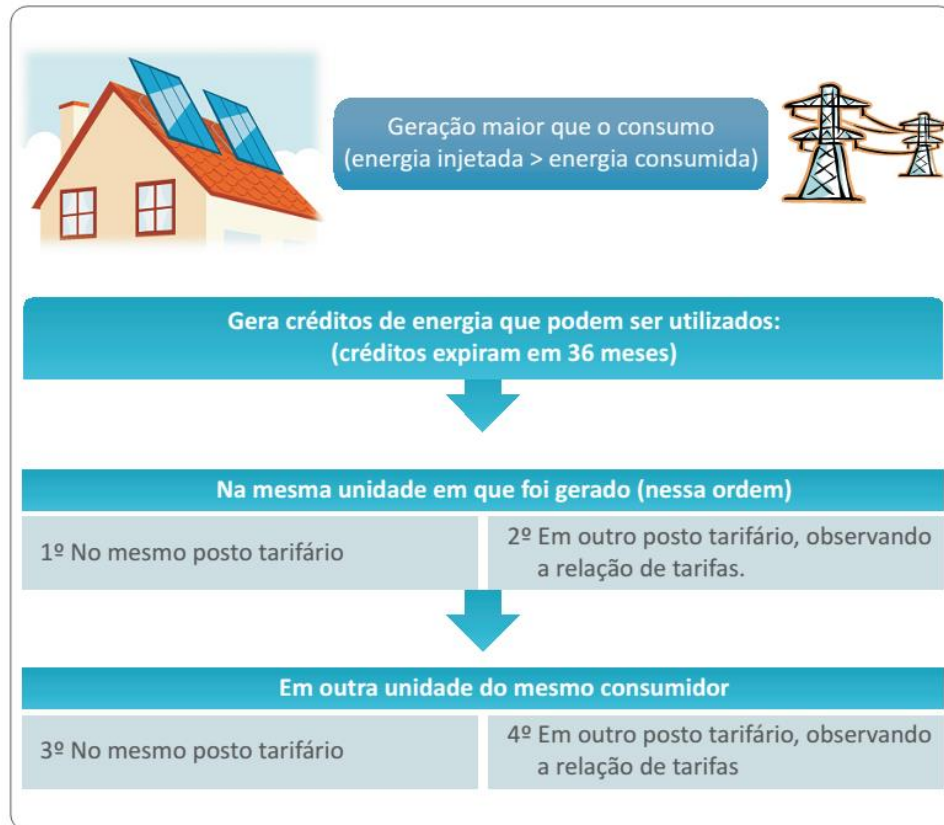 Geração maior que o consumo
(energia injetada > energia consumida)
Gera créditos de energia que podem ser utilizados:
(créditos expiram em 36 meses)
Na mesma unidade em que foi gerado (nessa ordem)
1º No mesmo posto tarifário
2º Em outro posto tarifário, observando
a relação de tarifas.
Em outra unidade do mesmo consumidor
3º No mesmo posto tarifário
4º Em outro posto tarifário, observando
a relação de tarifas